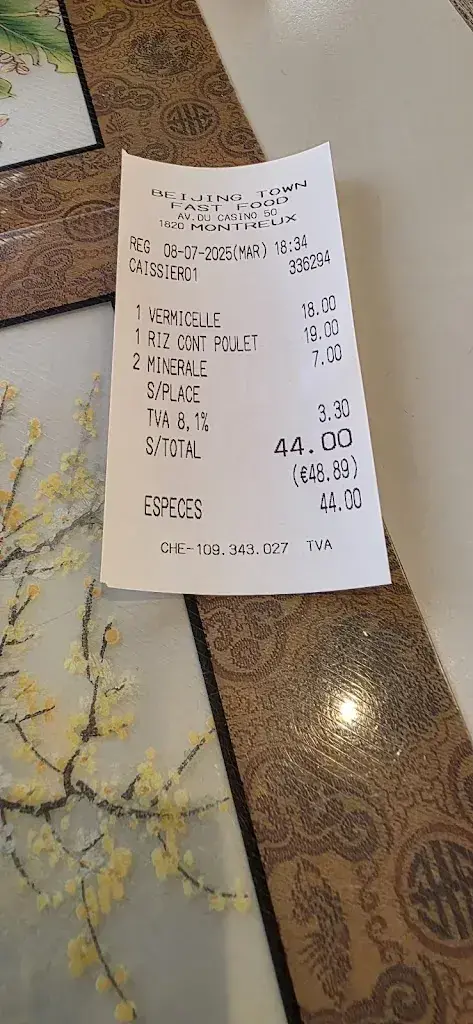 BEIJING TOWN
FAST FOOD
AV.DU CASINO 50
1820 MONTREUX
REG 08-07-2025(MAR) 18:34
CAISSIER01 336294
1 VERMICELLE 18.00
1 RIZ CONT POULET 19.00
2 MINERALE 7.00
S/PLACE
TVA 8,1% 3.30
S/TOTAL 44.00
(€48.89)
ESPECES 44.00
CHE-109.343.027 TVA